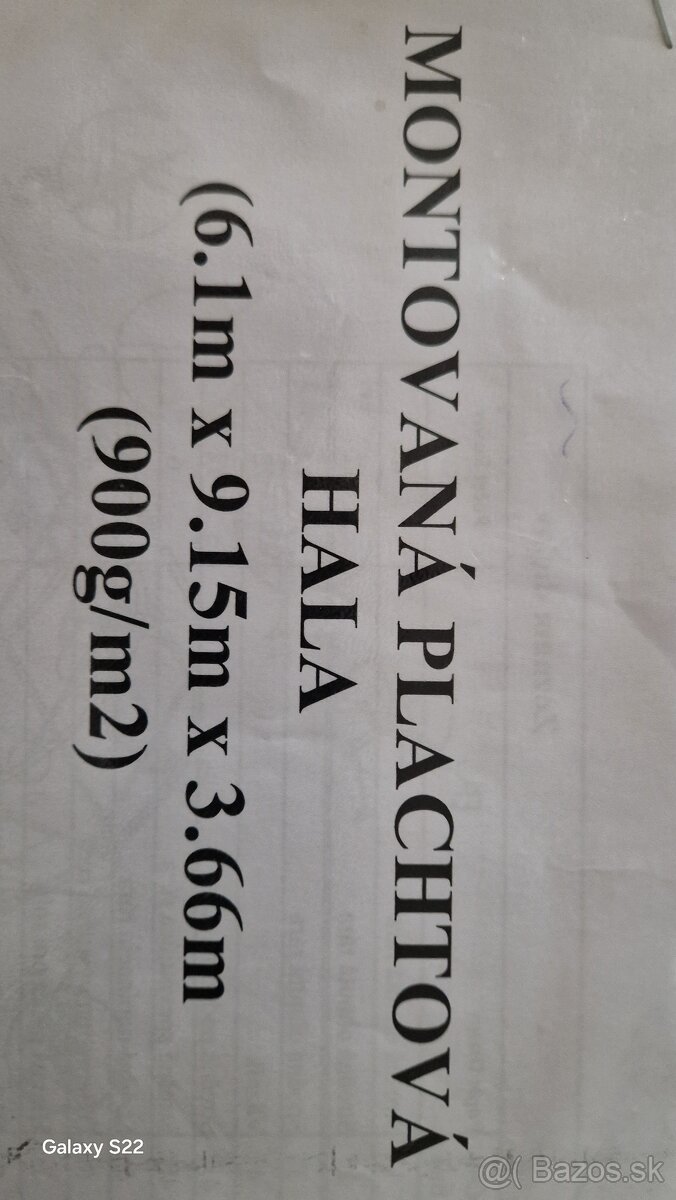 MONTOVANÁ PLACHTOVÁ
HALA
(6.1m x 9.15m x 3.66m
(900g/m2)
Galaxy S22
@( Bazos.sk